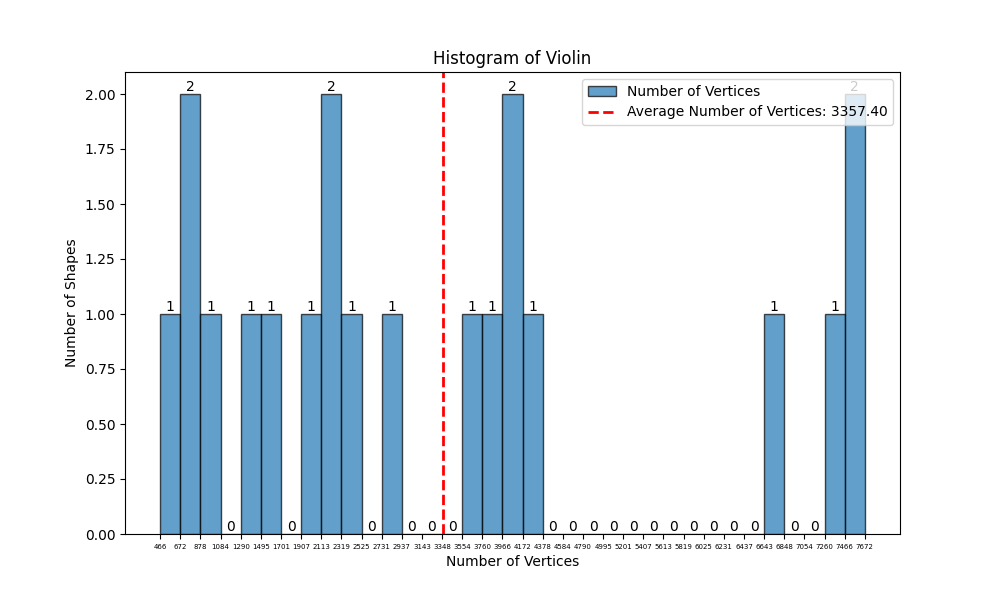 Histogram of Violin
Number of Vertices
Average Number of Vertices: 3357.40
2.00
1.75
1.50
1.25
1.00
0.75
0.50
0.25
0.00
Number of Shapes
1 2 1 0 1 1 0 1 2 1 0 1 0 0 0 1 1 2 1 0 0 0 0 0 0 0 0 0 0 0 1 0 0 1 2
466 672 878 1084 1290 1495 1701 1907 2113 2319 2525 2731 2937 3143 3348 3554 3760 3966 4172 4378 4584 4790 4995 5201 5407 5613 5819 6025 6231 6437 6643 6848 7054 7260 7466 7672
Number of Vertices